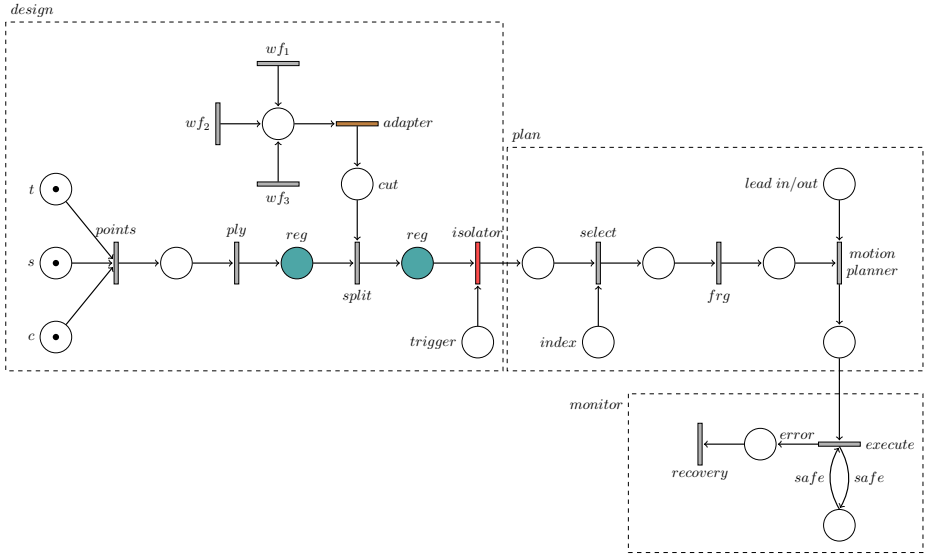 design
wf1
wf2
adapter
plan
wf3
cut
lead in/out
t
points
ply
reg
reg
isolator
select
s
motion
planner
split
frg
c
trigger
index
monitor
error
execute
recovery
safe
safe